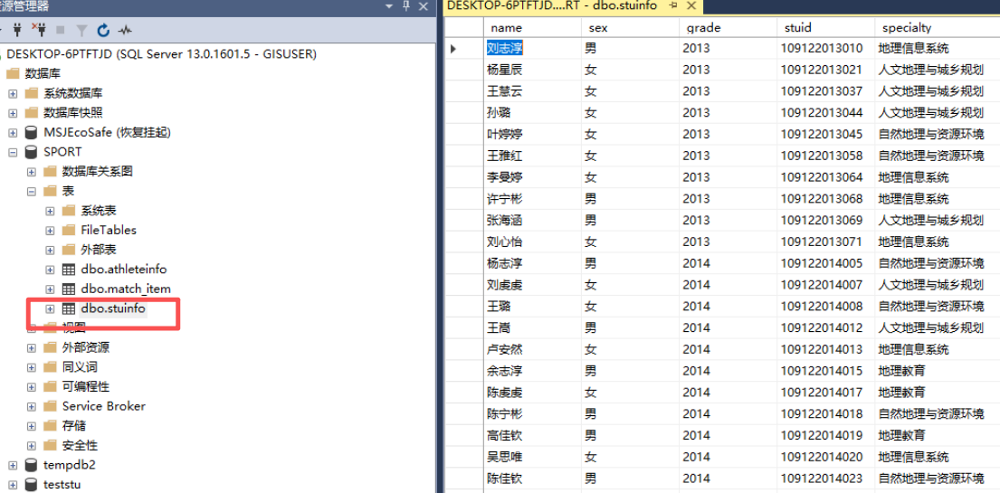 资源管理器
DESKTOP-6PTFTJD (SQL Server 13.0.1601.5 - GISUSER)
数据库
系统数据库
数据库快照
MSJEcoSafe (恢复挂起)
SPORT
数据库关系图
表
系统表
FileTables
外部表
dbo.athleteinfo
dbo.match_item
dbo.stuinfo
视图
外部资源
同义词
可编程性
Service Broker
存储
安全性
tempdb2
teststu
DESKTOP-6PTFTJD....RT - dbo.stuinfo
name sex grade stuid specialty
刘志淳 男 2013 109122013010 地理信息系统
杨星辰 女 2013 109122013021 人文地理与城乡规划
王慧云 女 2013 109122013037 人文地理与城乡规划
孙璐 女 2013 109122013044 人文地理与城乡规划
叶婷婷 女 2013 109122013045 自然地理与资源环境
王雅红 女 2013 109122013058 自然地理与资源环境
李曼婷 女 2013 109122013064 地理信息系统
许宁彬 男 2013 109122013068 地理信息系统
张海涵 男 2013 109122013069 人文地理与城乡规划
刘心怡 女 2013 109122013071 地理信息系统
杨志淳 男 2014 109122014005 自然地理与资源环境
刘虔虔 女 2014 109122014007 人文地理与城乡规划
王璐 女 2014 109122014008 自然地理与资源环境
王嵩 男 2014 109122014012 人文地理与城乡规划
卢安然 女 2014 109122014013 地理信息系统
余志淳 男 2014 109122014015 地理教育
陈虔虔 女 2014 109122014017 地理教育
陈宁彬 男 2014 109122014018 自然地理与资源环境
高佳钦 男 2014 109122014019 地理教育
吴思唯 女 2014 109122014020 地理信息系统
陈佳钦 男 2014 109122014023 自然地理与资源环境